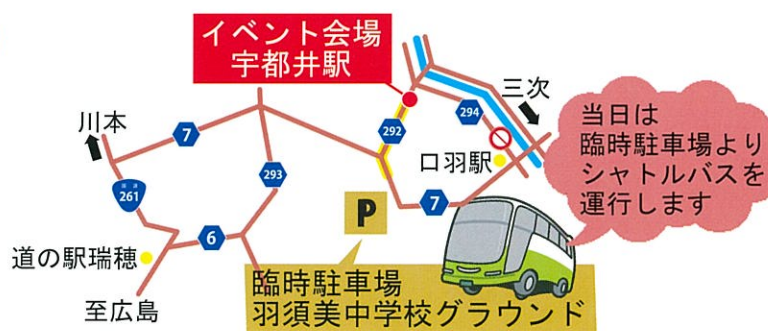 イベント会場
宇都井駅
三次
川本
7
292
294
当日は
臨時駐車場より
シャトルバスを
運行します
口羽駅
293
国道
261
P
7
6
道の駅瑞穂
臨時駐車場
羽須美中学校グラウンド
至広島